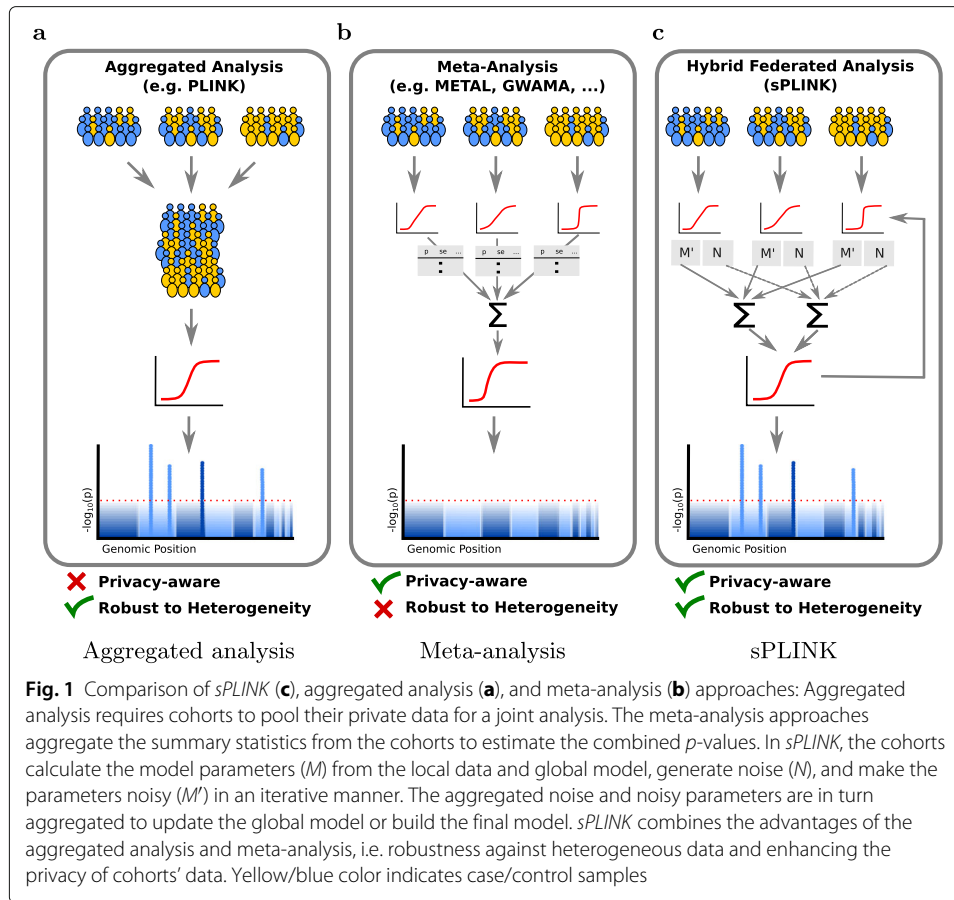 a
Aggregated Analysis
(e.g. PLINK)
-log10(p)
Genomic Position
Privacy-aware
Robust to Heterogeneity
Aggregated analysis
b
Meta-Analysis
(e.g. METAL, GWAMA, ...)
p se ...
:
p se ...
:
p se ...
:
Σ
-log10(p)
Genomic Position
Privacy-aware
Robust to Heterogeneity
Meta-analysis
c
Hybrid Federated Analysis
(sPLINK)
M' N M' N M' N
Σ Σ
-log10(p)
Genomic Position
Privacy-aware
Robust to Heterogeneity
sPLINK
Fig. 1 Comparison of sPLINK (c), aggregated analysis (a), and meta-analysis (b) approaches: Aggregated
analysis requires cohorts to pool their private data for a joint analysis. The meta-analysis approaches
aggregate the summary statistics from the cohorts to estimate the combined p-values. In sPLINK, the cohorts
calculate the model parameters (M) from the local data and global model, generate noise (N), and make the
parameters noisy (M′) in an iterative manner. The aggregated noise and noisy parameters are in turn
aggregated to update the global model or build the final model. sPLINK combines the advantages of the
aggregated analysis and meta-analysis, i.e. robustness against heterogeneous data and enhancing the
privacy of cohorts' data. Yellow/blue color indicates case/control samples